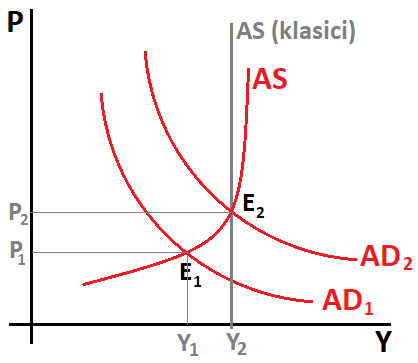 P
AS (klasici)
AS
P2
E2
P1
E1
AD2
AD1
Y1
Y2
Y